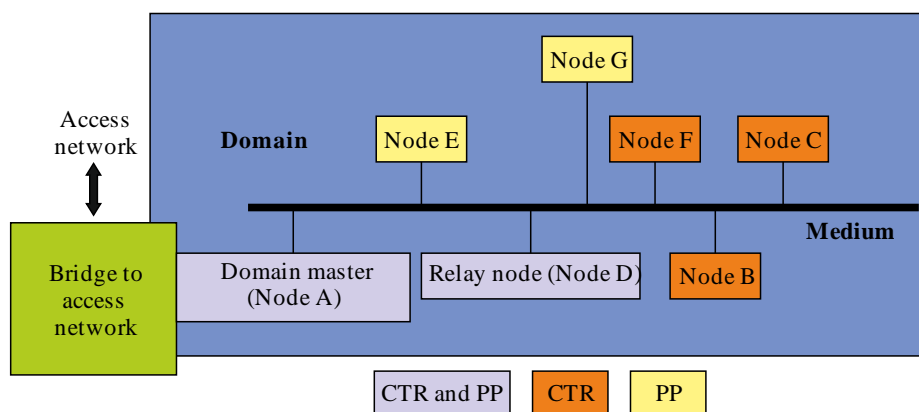 Node G
Access
network
Domain
Node E
Node F
Node C
Medium
Bridge to
access
network
Domain master
(Node A)
Relay node (Node D)
Node B
CTR and PP
CTR
PP